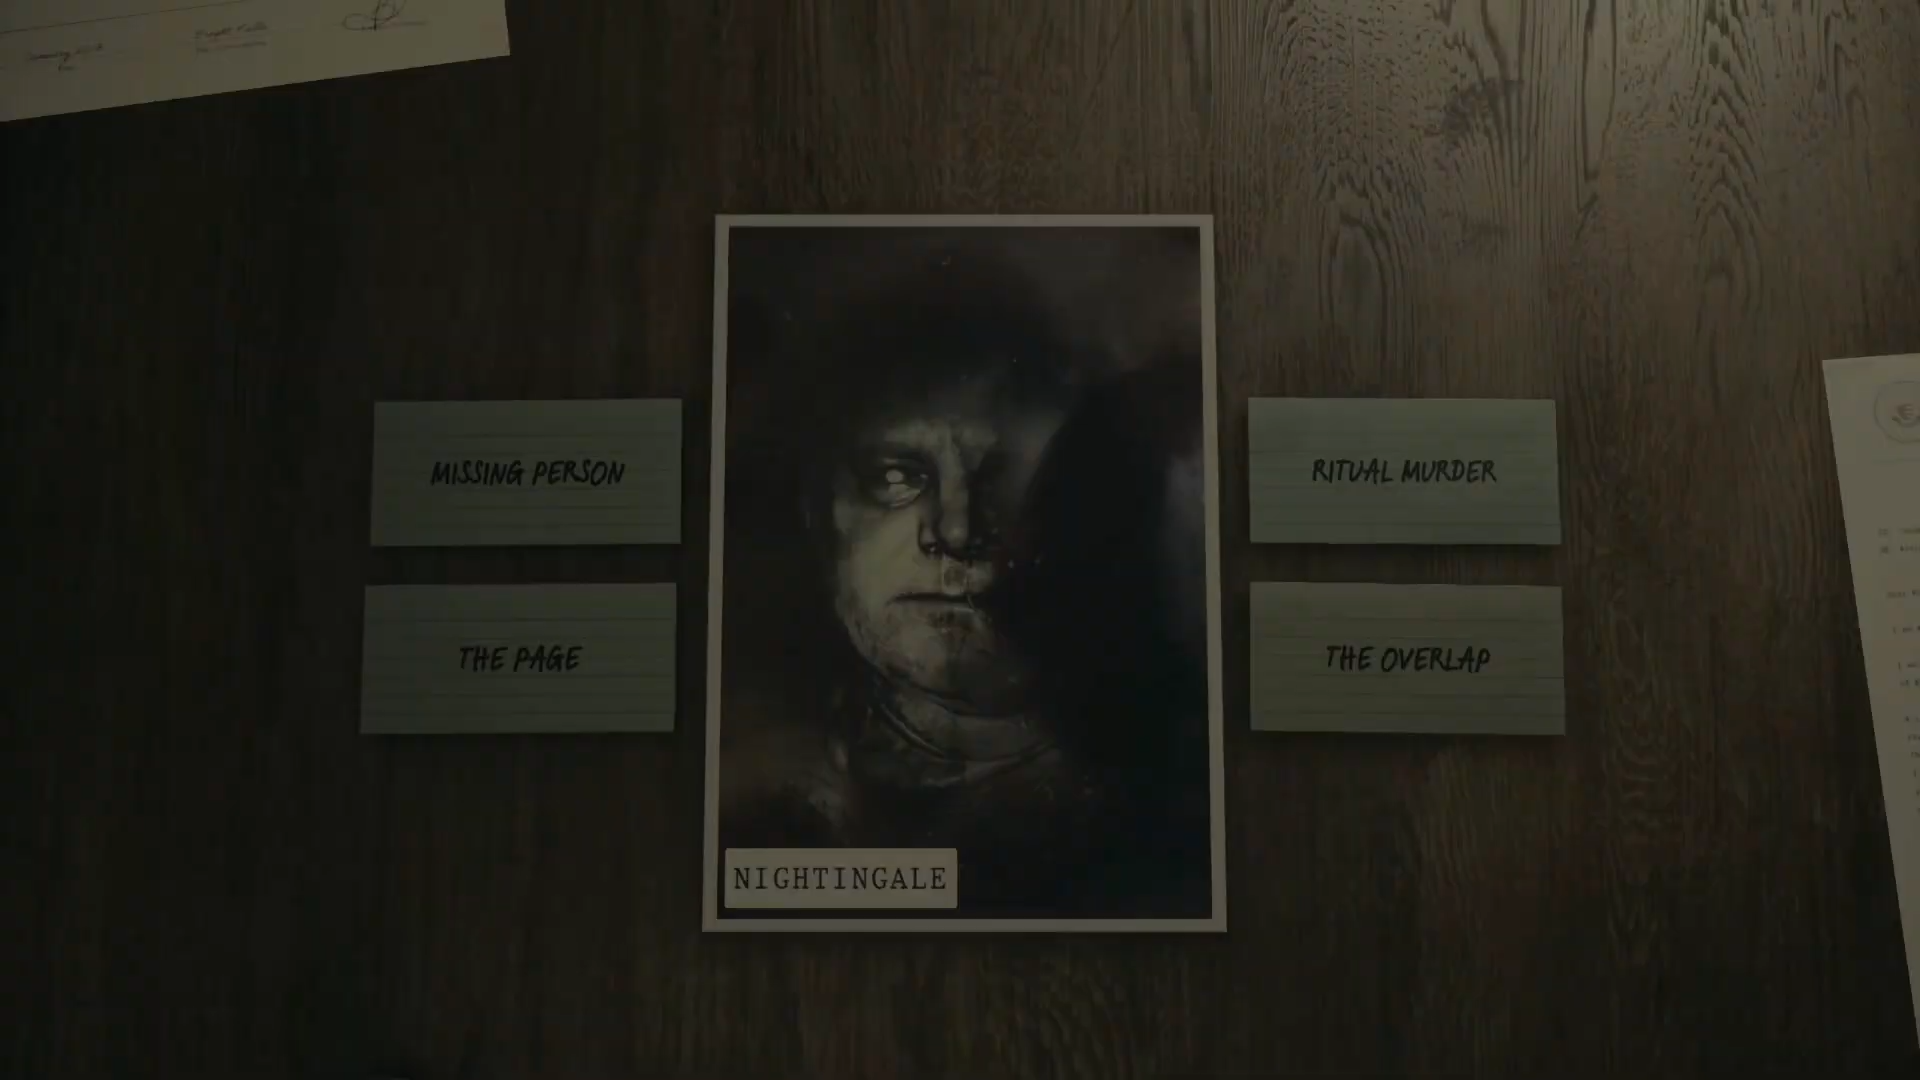 MISSING PERSON
RITUAL MURDER
THE PAGE
THE OVERLAP
NIGHTINGALE